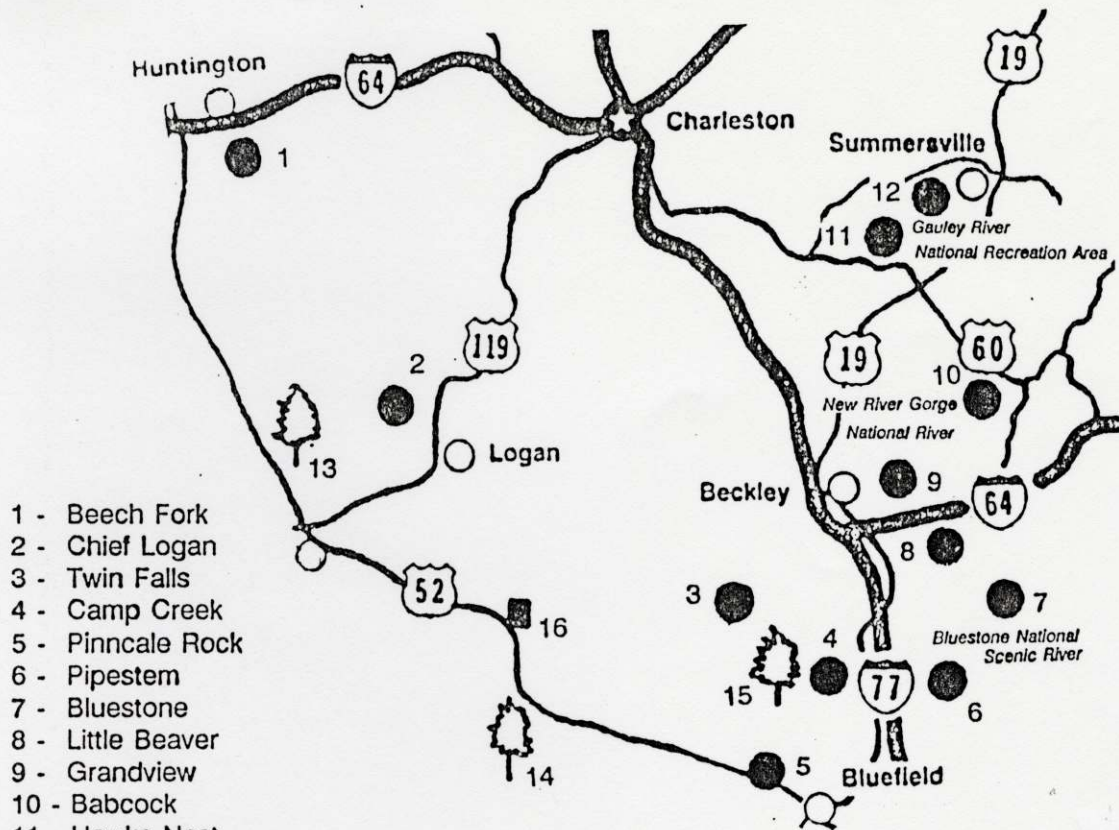 19
Huntington
64
Charleston
Summersville
1
12
11
Gauley River
National Recreation Area
119
2
19
60
10
New River Gorge
National River
13
Logan
Beckley
9
64
8
1 - Beech Fork
2 - Chief Logan
3 - Twin Falls
4 - Camp Creek
5 - Pinncale Rock
6 - Pipestem
7 - Bluestone
8 - Little Beaver
9 - Grandview
10 - Babcock
52
16
3
7
Bluestone National
Scenic River
4
15
77
6
14
5
Bluefield